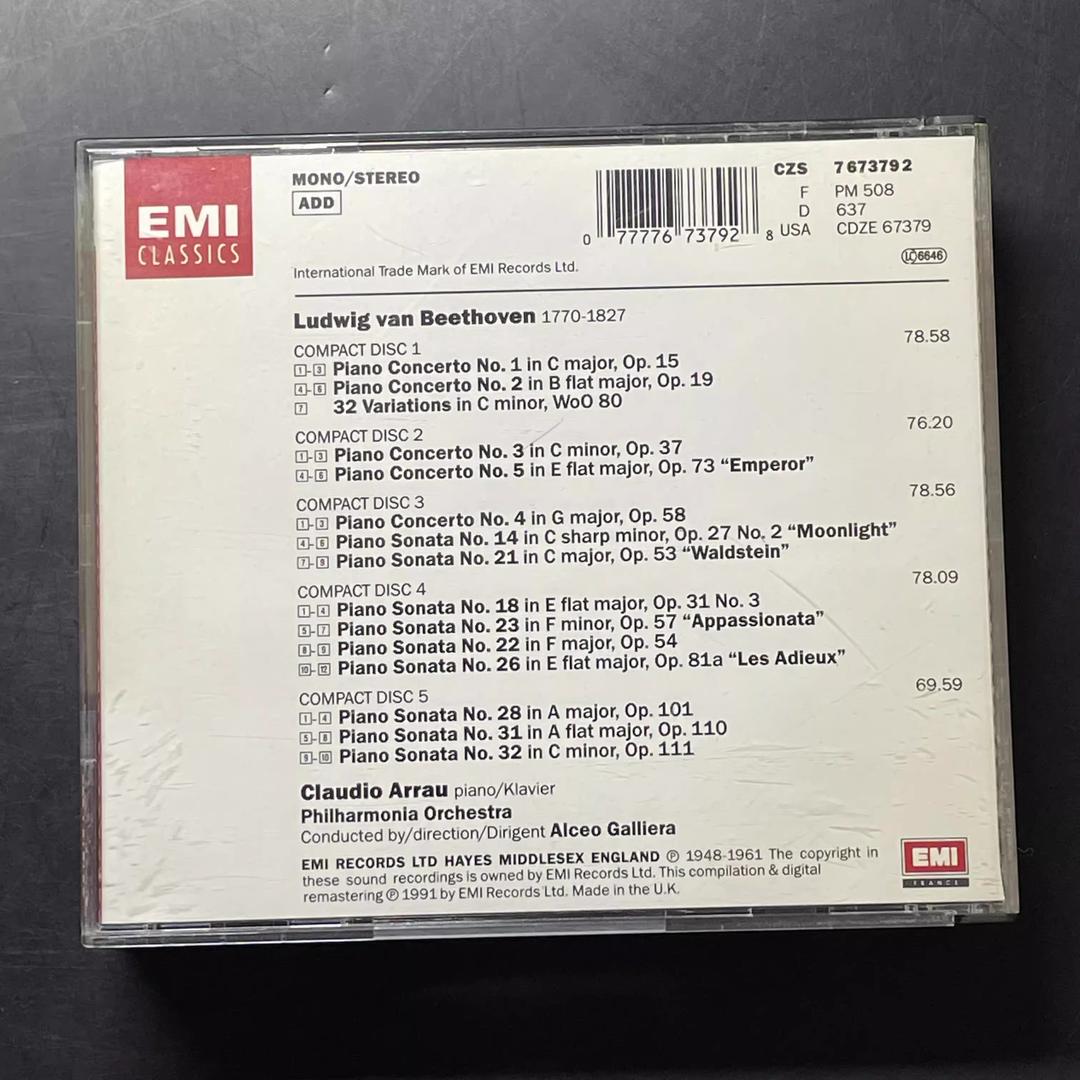 EMI
CLASSICS
MONO/STEREO
ADD
CZS 7 67379 2
F PM 508
D 637
USA CDZE 67379
0 77776 73792 8
LC 6646
International Trade Mark of EMI Records Ltd.
Ludwig van Beethoven 1770-1827
COMPACT DISC 1 78.58
1-3 Piano Concerto No. 1 in C major, Op. 15
4-6 Piano Concerto No. 2 in B flat major, Op. 19
7 32 Variations in C minor, WoO 80
COMPACT DISC 2 76.20
1-3 Piano Concerto No. 3 in C minor, Op. 37
4-6 Piano Concerto No. 5 in E flat major, Op. 73 “Emperor”
COMPACT DISC 3 78.56
1-3 Piano Concerto No. 4 in G major, Op. 58
4-6 Piano Sonata No. 14 in C sharp minor, Op. 27 No. 2 “Moonlight”
7-9 Piano Sonata No. 21 in C major, Op. 53 “Waldstein”
COMPACT DISC 4 78.09
1-4 Piano Sonata No. 18 in E flat major, Op. 31 No. 3
5-7 Piano Sonata No. 23 in F minor, Op. 57 “Appassionata”
8-9 Piano Sonata No. 22 in F major, Op. 54
10-12 Piano Sonata No. 26 in E flat major, Op. 81a “Les Adieux”
COMPACT DISC 5 69.59
1-4 Piano Sonata No. 28 in A major, Op. 101
5-8 Piano Sonata No. 31 in A flat major, Op. 110
9-10 Piano Sonata No. 32 in C minor, Op. 111
Claudio Arrau piano/Klavier
Philharmonia Orchestra
Conducted by/direction/Dirigent Alceo Galliera
EMI RECORDS LTD HAYES MIDDLESEX ENGLAND ℗ 1948-1961 The copyright in
these sound recordings is owned by EMI Records Ltd. This compilation & digital
remastering ℗ 1991 by EMI Records Ltd. Made in the U.K.
EMI
FRANCE